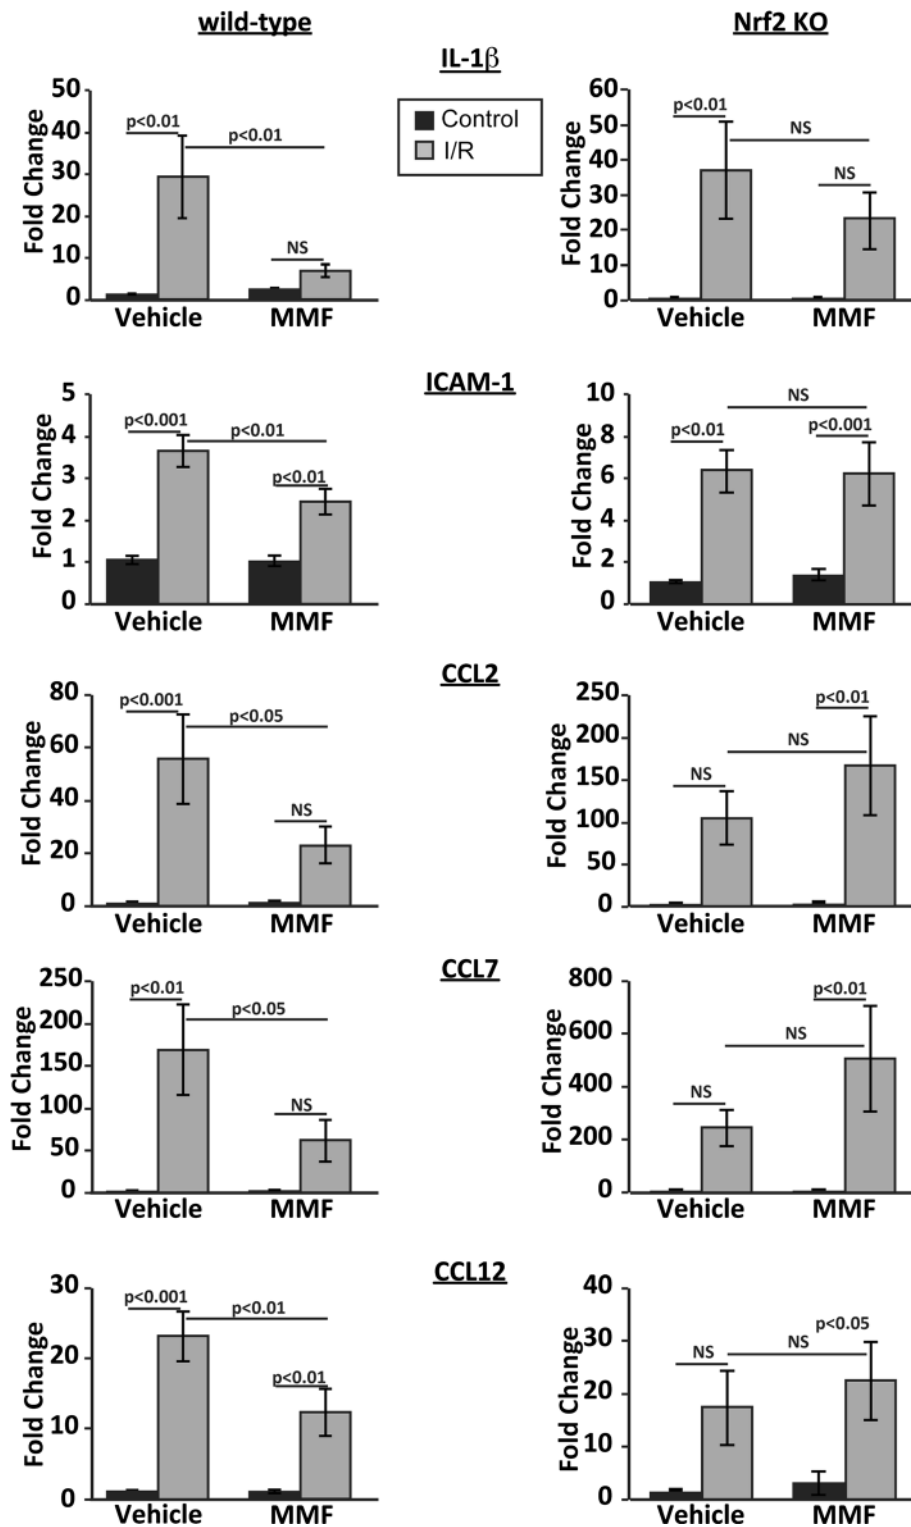 wild-type Nrf2 KO
IL-1β
Control
I/R
Fold Change
50
40
30
20
10
0
p<0.01
p<0.01
NS
Vehicle MMF
Fold Change
60
50
40
30
20
10
0
p<0.01
NS
NS
Vehicle MMF
ICAM-1
Fold Change
5
4
3
2
1
0
p<0.001
p<0.01
p<0.01
Vehicle MMF
Fold Change
10
8
6
4
2
0
NS
p<0.01
p<0.001
Vehicle MMF
CCL2
Fold Change
80
60
40
20
0
p<0.001
p<0.05
NS
Vehicle MMF
Fold Change
250
200
150
100
50
0
p<0.01
NS
NS
Vehicle MMF
CCL7
Fold Change
250
200
150
100
50
0
p<0.01
p<0.05
NS
Vehicle MMF
Fold Change
800
600
400
200
0
p<0.01
NS
NS
Vehicle MMF
CCL12
Fold Change
30
20
10
0
p<0.001
p<0.01
p<0.01
Vehicle MMF
Fold Change
40
30
20
10
0
p<0.05
NS
NS
Vehicle MMF